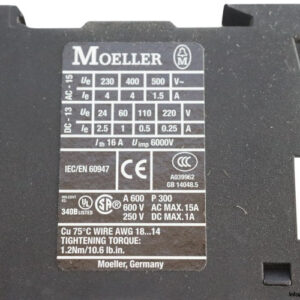 MOELLER
AC - 15 Ue 230 400 500 V~
Ie 4 4 1.5 A
DC - 13 Ue 24 60 110 220 V
Ie 2.5 1 0.5 0.25 A
Ith 16 A Uimp 6000V
IEC/EN 60947
CCC
A039962
GB 14048.5
LISTED
340B
A 600 P 300
600 V AC MAX. 15A
250 V DC MAX. 1A
Cu 75°C WIRE AWG 18...14
TIGHTENING TORQUE:
1.2Nm/10.6 lb.in.
Moeller, Germany